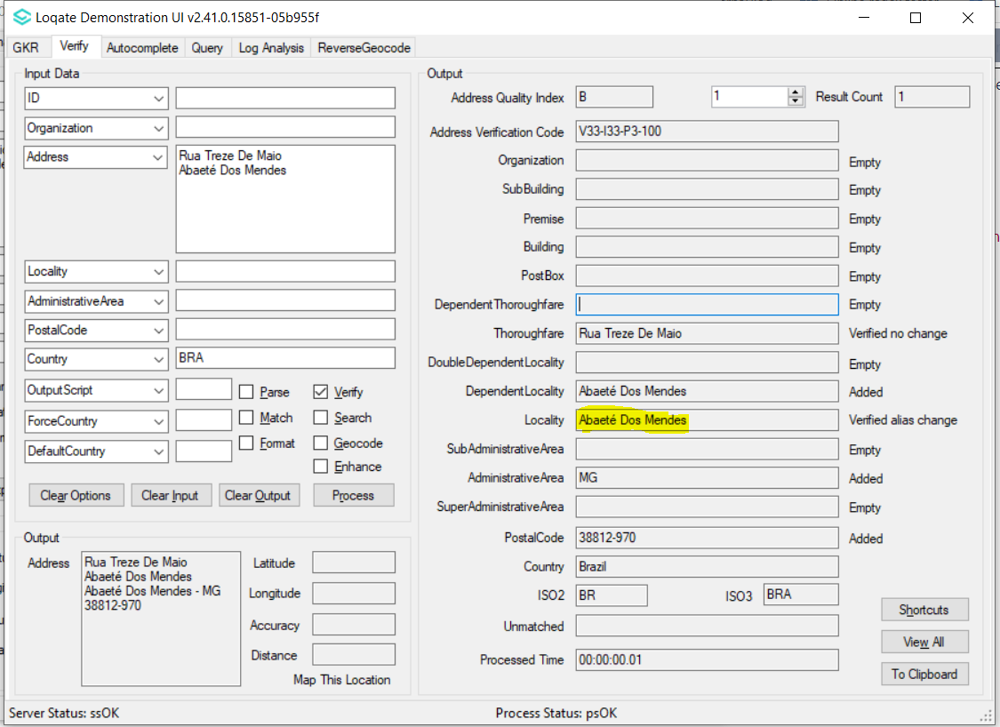 Loqate Demonstration UI v2.41.0.15851-05b955f
GKR Verify Autocomplete Query Log Analysis ReverseGeocode
Input Data
ID
Organization
Address
Rua Treze De Maio
Abaeté Dos Mendes
Locality
AdministrativeArea
PostalCode
Country BRA
OutputScript Parse Verify
ForceCountry Match Search
DefaultCountry Format Geocode
Enhance
Clear Options Clear Input Clear Output Process
Output
Address
Rua Treze De Maio
Abaeté Dos Mendes
Abaeté Dos Mendes - MG
38812-970
Latitude
Longitude
Accuracy
Distance
Map This Location
Output
Address Quality Index B 1 Result Count 1
Address Verification Code V33-I33-P3-100
Organization Empty
SubBuilding Empty
Premise Empty
Building Empty
PostBox Empty
DependentThoroughfare Empty
Thoroughfare Rua Treze De Maio Verified no change
DoubleDependentLocality Empty
DependentLocality Abaeté Dos Mendes Added
Locality Abaeté Dos Mendes Verified alias change
SubAdministrativeArea Empty
AdministrativeArea MG Added
SuperAdministrativeArea Empty
PostalCode 38812-970 Added
Country Brazil
ISO2 BR ISO3 BRA
Unmatched
Processed Time 00:00:00.01
Shortcuts
View All
To Clipboard
Server Status: ssOK Process Status: psOK